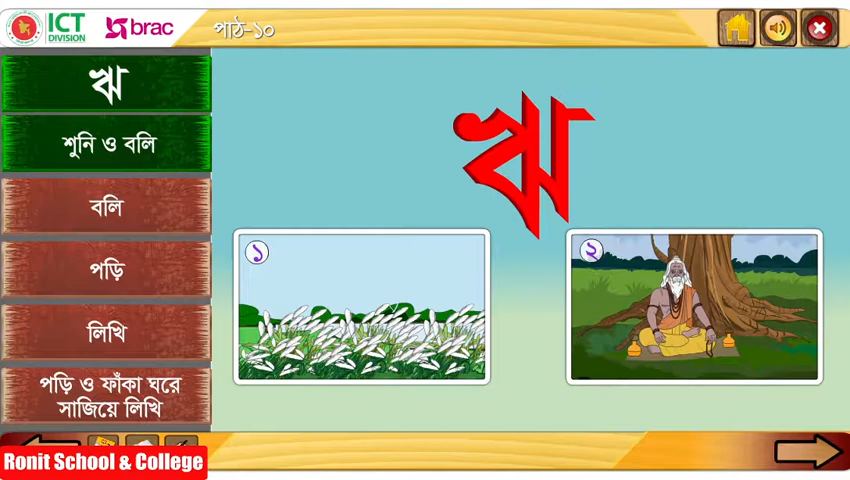 ICT
DIVISION
brac
পাঠ-১০
ঋ
শুনি ও বলি
বলি
পড়ি
লিখি
পড়ি ও ফাঁকা ঘরে
সাজিয়ে লিখি
ঋ
১
২
Ronit School & College